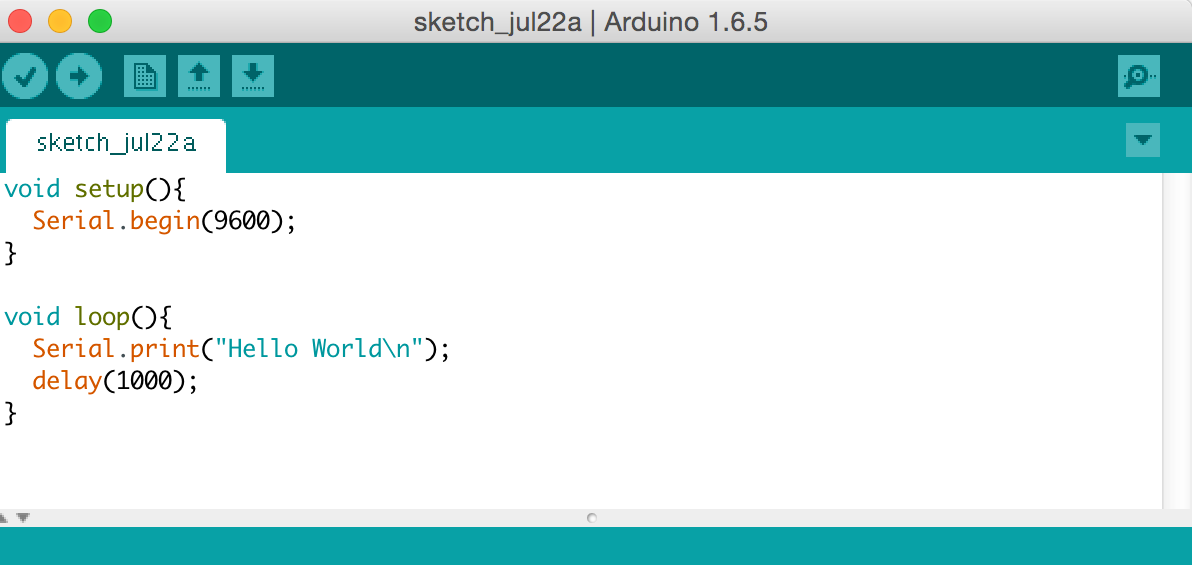 sketch_jul22a | Arduino 1.6.5
sketch_jul22a
void setup(){
  Serial.begin(9600);
}

void loop(){
  Serial.print("Hello World\n");
  delay(1000);
}